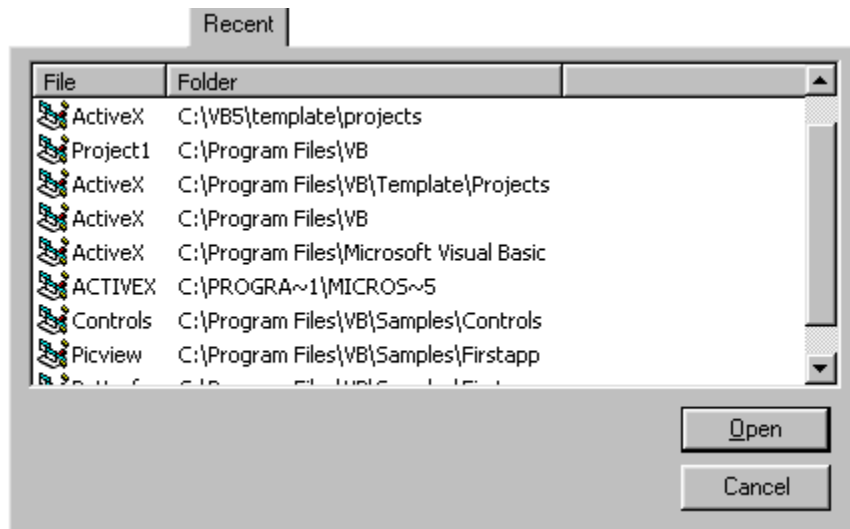 Recent
File Folder
ActiveX C:\VB5\template\projects
Project1 C:\Program Files\VB
ActiveX C:\Program Files\VB\Template\Projects
ActiveX C:\Program Files\VB
ActiveX C:\Program Files\Microsoft Visual Basic
ACTIVEX C:\PROGRA~1\MICROS~5
Controls C:\Program Files\VB\Samples\Controls
Picview C:\Program Files\VB\Samples\Firstapp
Open
Cancel